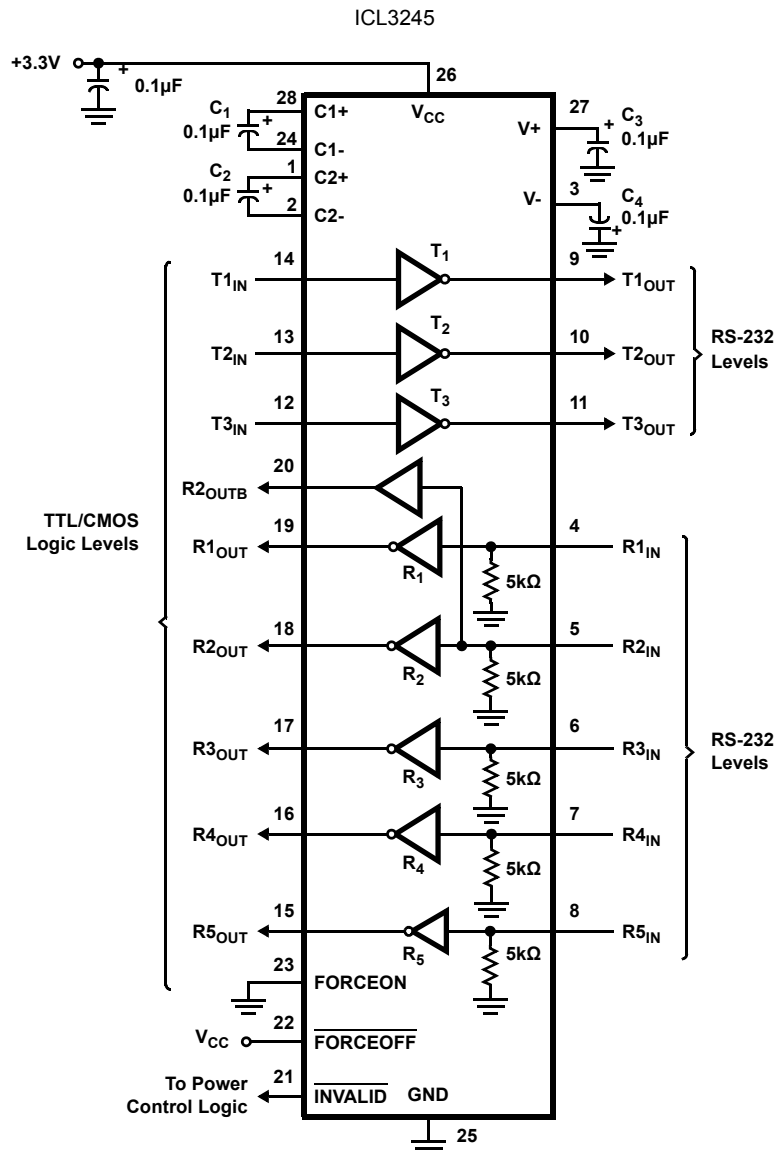 ICL3245
+3.3V
+
0.1µF
26
28
C1+
VCC
27
C1
0.1µF
+
24
C1-
V+
+
C3
0.1µF
1
C2+
C2
0.1µF
+
2
C2-
3
V-
C4
0.1µF
+
T1
14
9
T1IN
T1OUT
T2
13
10
T2IN
T2OUT
RS-232
Levels
T3
12
11
T3IN
T3OUT
20
R2OUTB
TTL/CMOS
Logic Levels
19
4
R1OUT
R1IN
R1
5kΩ
18
5
R2OUT
R2IN
R2
5kΩ
17
6
R3OUT
R3IN
R3
5kΩ
RS-232
Levels
16
7
R4OUT
R4IN
R4
5kΩ
15
8
R5OUT
R5IN
R5
5kΩ
23
FORCEON
22
VCC
FORCEOFF
21
To Power
Control Logic
INVALID
GND
25